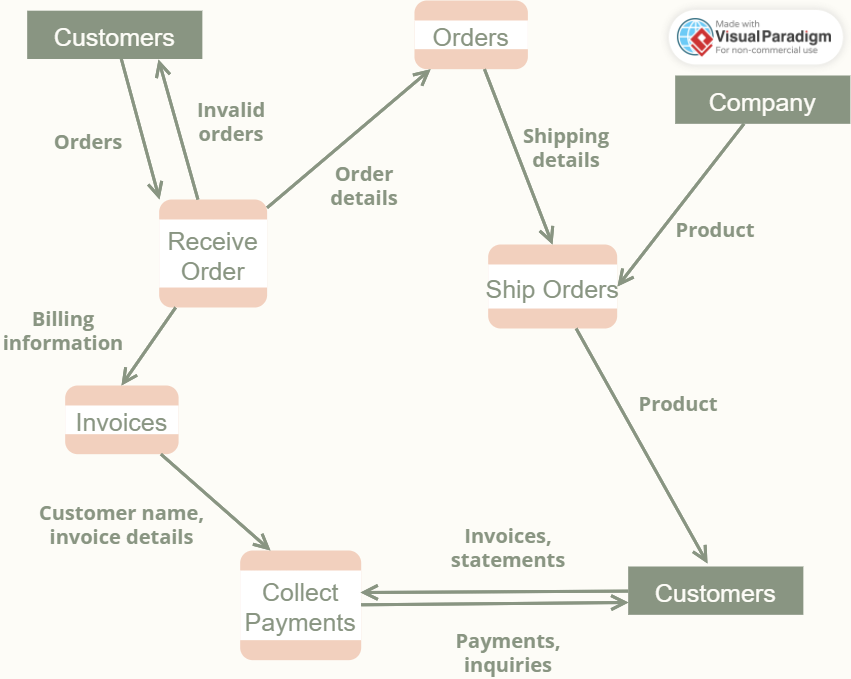 Customers
Orders
Made with
Visual Paradigm
For non-commercial use
Company
Invalid
orders
Orders
Shipping
details
Order
details
Product
Receive
Order
Ship Orders
Billing
information
Invoices
Product
Customer name,
invoice details
Invoices,
statements
Collect
Payments
Customers
Payments,
inquiries